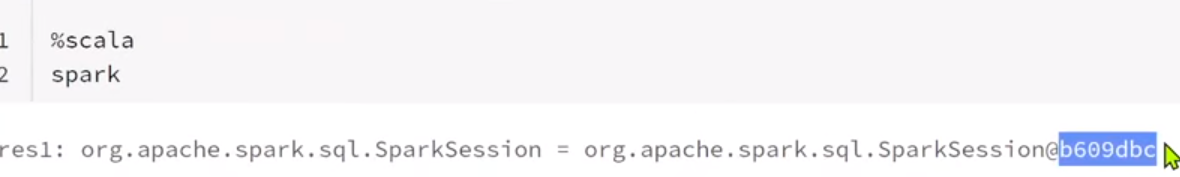 1 %scala
2 spark
res1: org.apache.spark.sql.SparkSession = org.apache.spark.sql.SparkSession@b609dbc